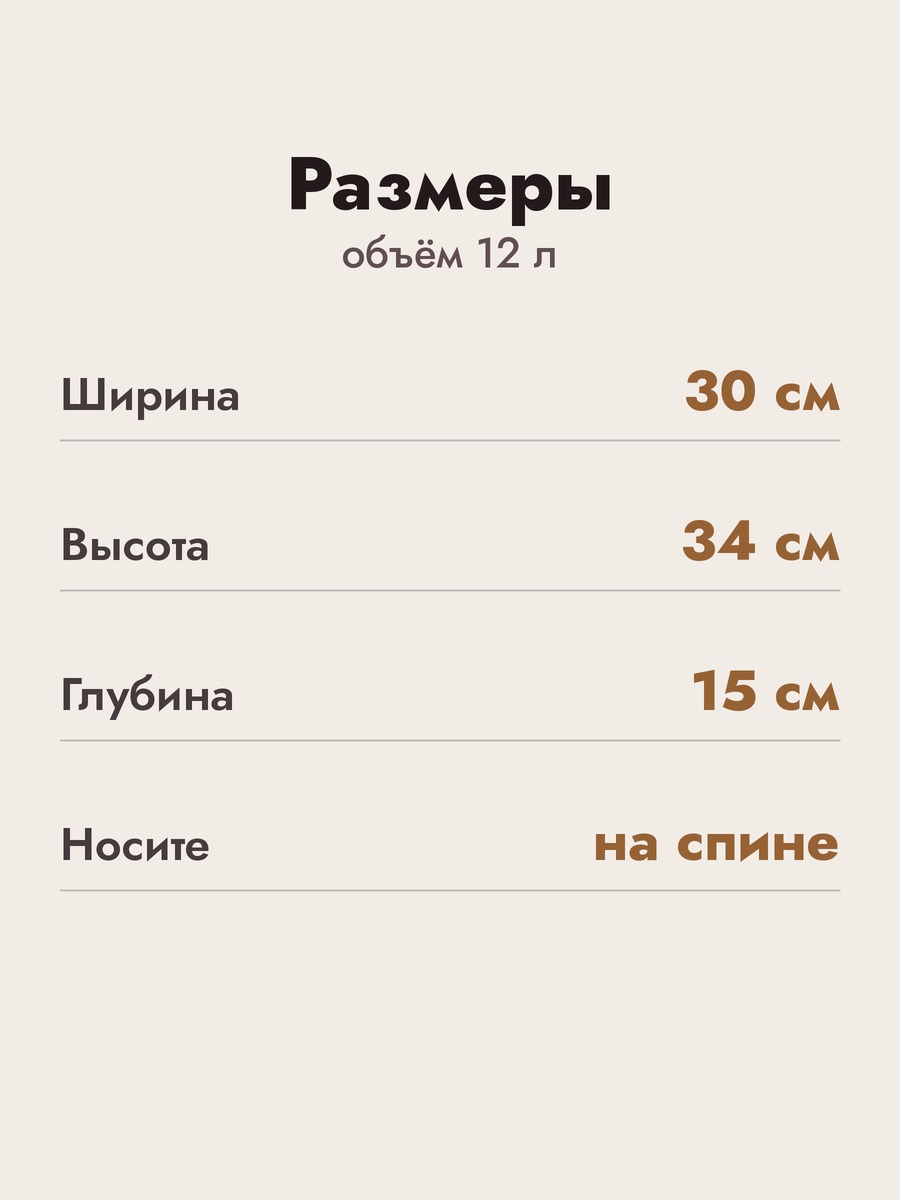 Размеры
объём 12 л
Ширина 30 см
Высота 34 см
Глубина 15 см
Носите на спине